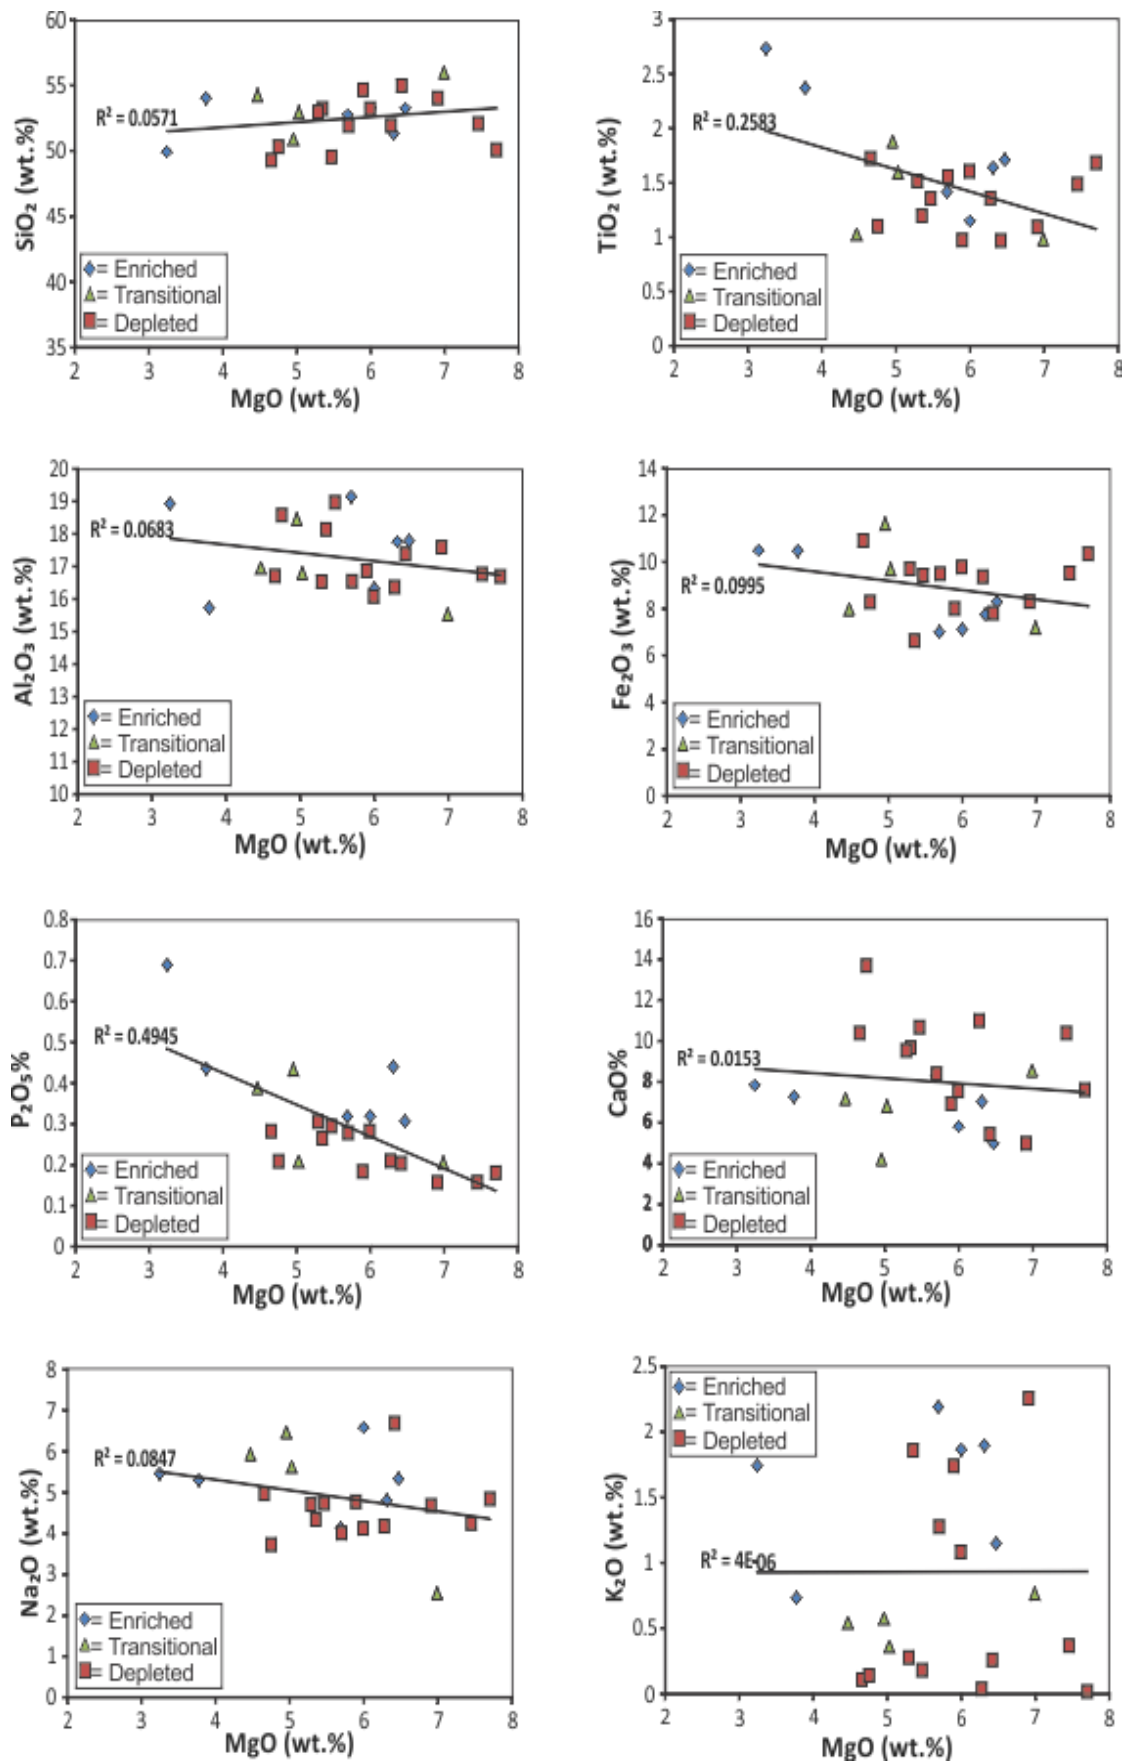 60
55
50
45
40
35
SiO₂ (wt.%)
R² = 0.0571
= Enriched
= Transitional
= Depleted
2 3 4 5 6 7 8
MgO (wt.%)
3
2.5
2
1.5
1
0.5
0
TiO₂ (wt.%)
R² = 0.2583
= Enriched
= Transitional
= Depleted
2 3 4 5 6 7 8
MgO (wt.%)
20
19
18
17
16
15
14
13
12
11
10
Al₂O₃ (wt.%)
R² = 0.0683
= Enriched
= Transitional
= Depleted
2 3 4 5 6 7 8
MgO (wt.%)
14
12
10
8
6
4
2
0
Fe₂O₃ (wt.%)
R² = 0.0995
= Enriched
= Transitional
= Depleted
2 3 4 5 6 7 8
MgO (wt.%)
0.8
0.7
0.6
0.5
0.4
0.3
0.2
0.1
0
P₂O₅%
R² = 0.4945
= Enriched
= Transitional
= Depleted
2 3 4 5 6 7 8
MgO (wt.%)
16
14
12
10
8
6
4
2
0
CaO%
R² = 0.0153
= Enriched
= Transitional
= Depleted
2 3 4 5 6 7 8
MgO (wt.%)
8
7
6
5
4
3
2
1
0
Na₂O (wt.%)
R² = 0.0847
= Enriched
= Transitional
= Depleted
2 3 4 5 6 7 8
MgO (wt.%)
2.5
2
1.5
1
0.5
0
K₂O (wt.%)
= Enriched
= Transitional
= Depleted
R² = 4E-06
2 3 4 5 6 7 8
MgO (wt.%)